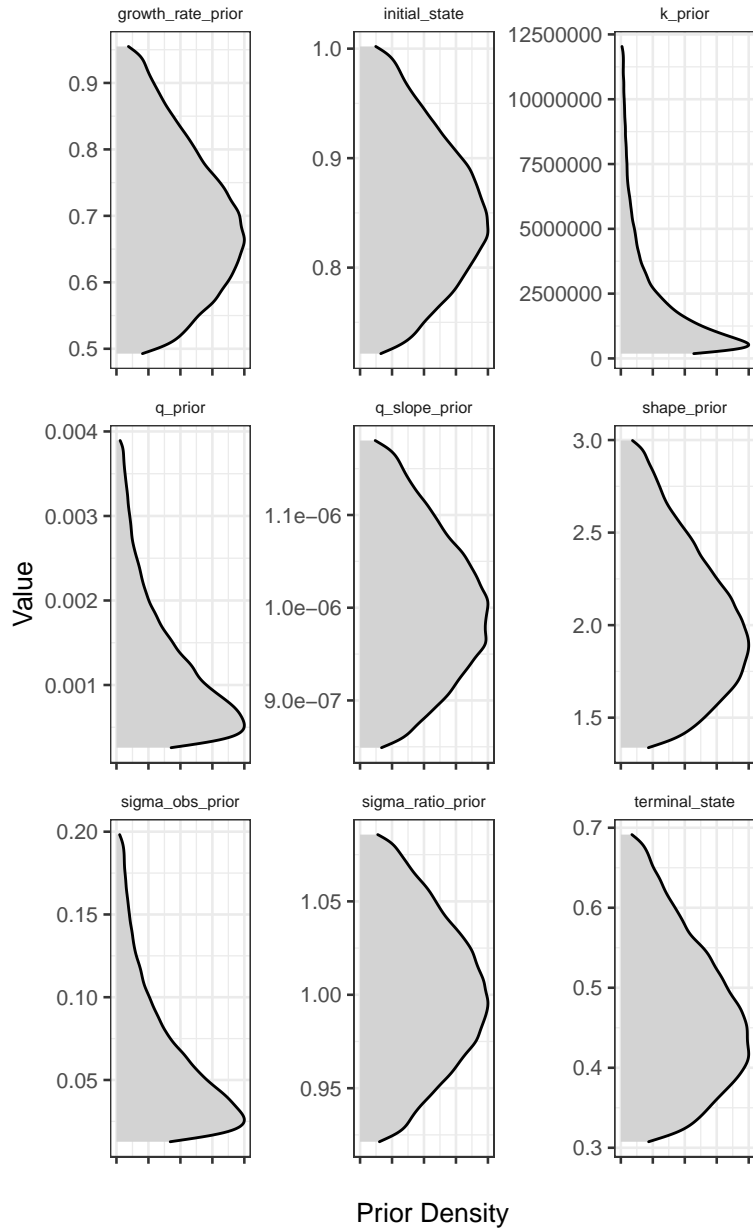 growth_rate_prior
initial_state
k_prior
0.9
0.8
0.7
0.6
0.5
1.0
0.9
0.8
12500000
10000000
7500000
5000000
2500000
0
q_prior
q_slope_prior
shape_prior
0.004
0.003
0.002
0.001
1.1e−06
1.0e−06
9.0e−07
3.0
2.5
2.0
1.5
Value
sigma_obs_prior
sigma_ratio_prior
terminal_state
0.20
0.15
0.10
0.05
1.05
1.00
0.95
0.7
0.6
0.5
0.4
0.3
Prior Density